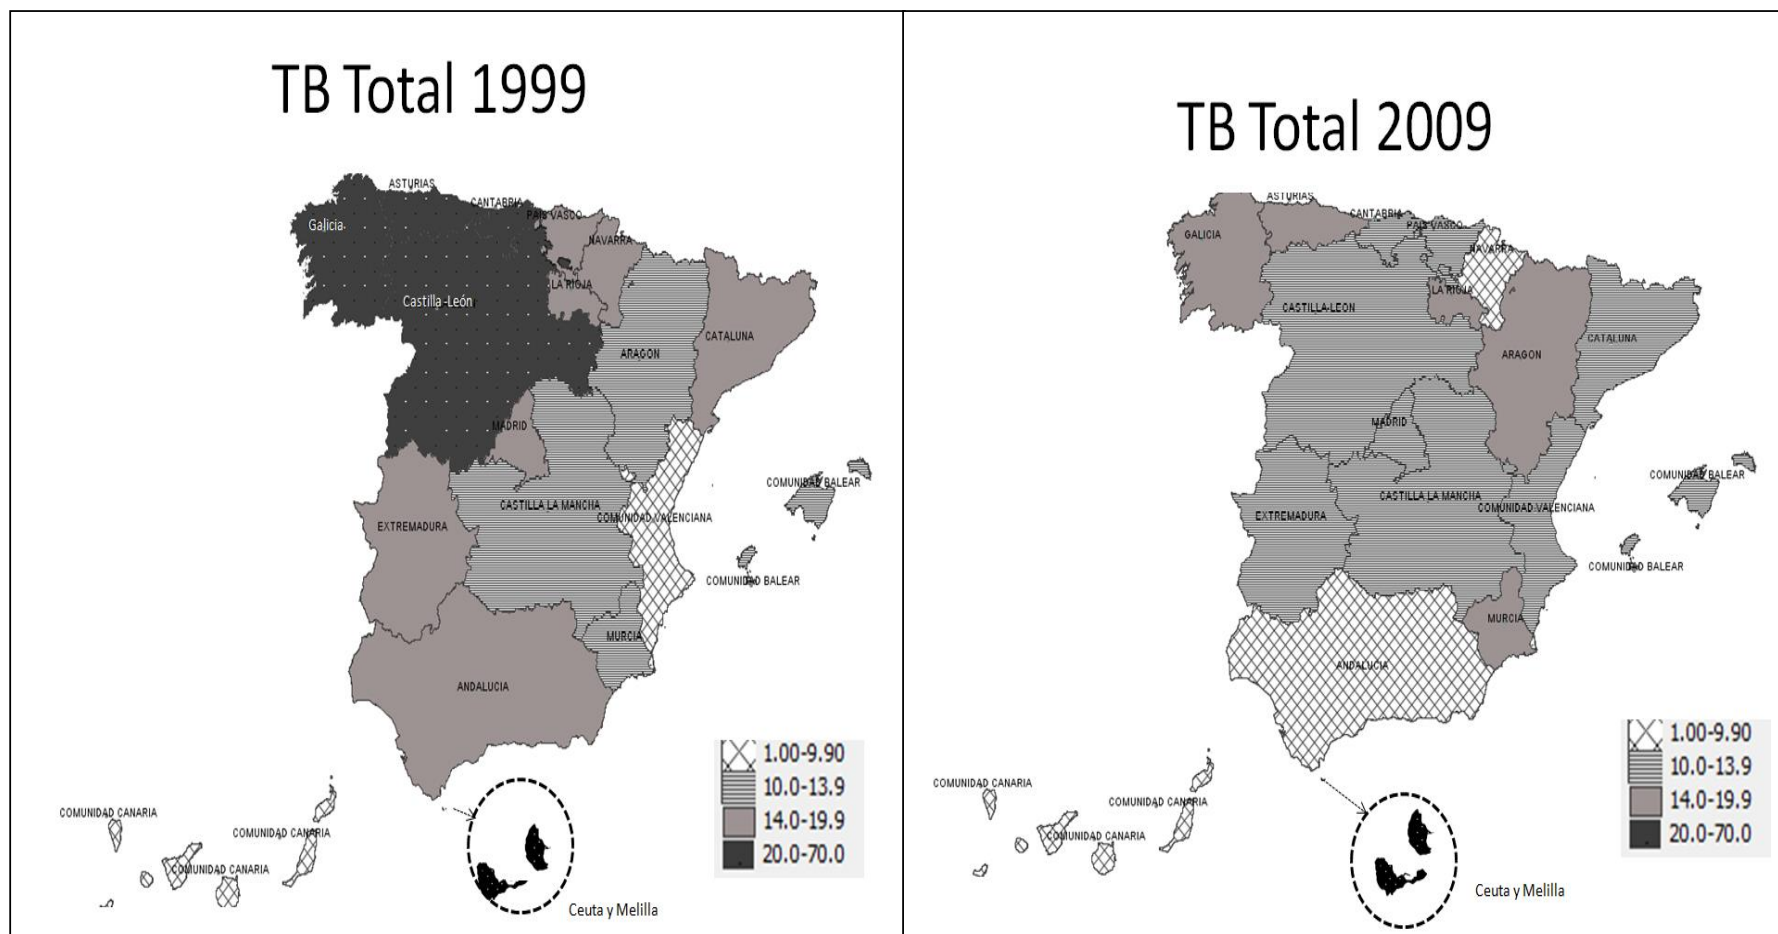 TB Total 1999
ASTURIAS
CANTABRIA
PAIS VASCO
Galicia
NAVARRA
LA RIOJA
Castilla-León
CATALUNA
ARAGON
MADRID
COMUNIDAD BALEAR
CASTILLA LA MANCHA
COMUNIDAD VALENCIANA
EXTREMADURA
COMUNIDAD BALEAR
MURCIA
ANDALUCIA
1.00-9.90
10.0-13.9
14.0-19.9
20.0-70.0
COMUNIDAD CANARIA
COMUNIDAD CANARIA
COMUNIDAD CANARIA
Ceuta y Melilla
TB Total 2009
ASTURIAS
CANTABRIA
PAIS VASCO
GALICIA
NAVARRA
LA RIOJA
CASTILLA-LEON
CATALUNA
ARAGON
MADRID
COMUNIDAD BALEAR
CASTILLA LA MANCHA
COMUNIDAD VALENCIANA
EXTREMADURA
COMUNIDAD BALEAR
MURCIA
ANDALUCIA
1.00-9.90
10.0-13.9
14.0-19.9
20.0-70.0
COMUNIDAD CANARIA
COMUNIDAD CANARIA
COMUNIDAD CANARIA
Ceuta y Melilla